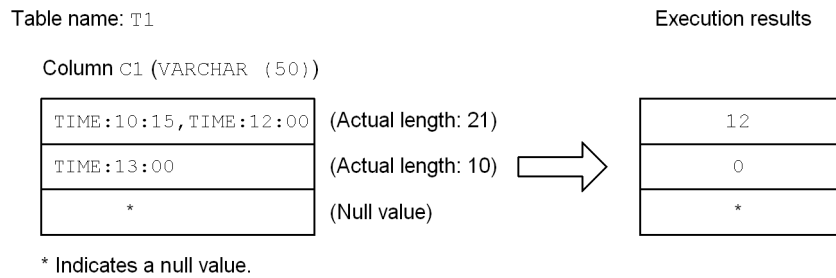 Table name: T1
Execution results
Column C1 (VARCHAR (50))
TIME:10:15,TIME:12:00 (Actual length: 21) 12
TIME:13:00 (Actual length: 10) 0
* (Null value) *
* Indicates a null value.